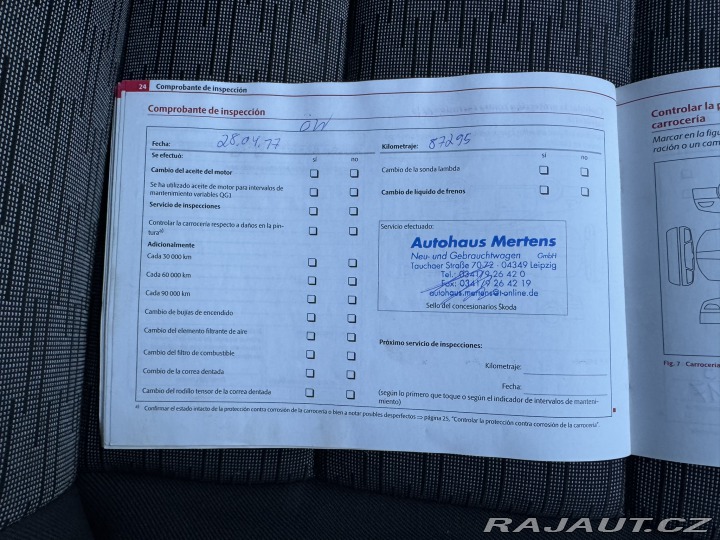 24 Comprobante de inspección
Comprobante de inspección
ÖW
Fecha: 28.04.77
Kilometraje: 87295
Se efectuó: sí no
sí no
Cambio del aceite del motor
Se ha utilizado aceite de motor para intervalos de
mantenimiento variables QG1
Servicio de inspecciones
Controlar la carrocería respecto a daños en la pin-
tura a)
Adicionalmente
Cada 30 000 km
Cada 60 000 km
Cada 90 000 km
Cambio de bujías de encendido
Cambio del elemento filtrante de aire
Cambio del filtro de combustible
Combio de la correa dentada
Cambio del rodillo tensor de la correa dentada
Cambio de la sonda lambda
Cambio de líquido de frenos
Servicio efectuado:
Autohaus Mertens
Neu- und Gebrauchtwagen GmbH
Tauchaer Straße 70-72 · 04349 Leipzig
Tel.: 0341/9 26 42 0
Fax: 0341/9 26 42 19
autohaus.mertens@t-online.de
Sello del concesionarios Škoda
Próximo servicio de inspecciones:
Kilometraje:
Fecha:
(según lo primero que toque o según el indicador de intervalos de manteni-
miento)
a) Confirmar el estado intacto de la protección contra corrosión de la carrocería o bien a notar posibles desperfectos ⇒ página 25, "Controlar la protección contra corrosión de la carrocería".
Controlar la p
carrocería
Marcar en la figu
ración o un cam
Fig. 7 Carrocería
RAJAUT.CZ